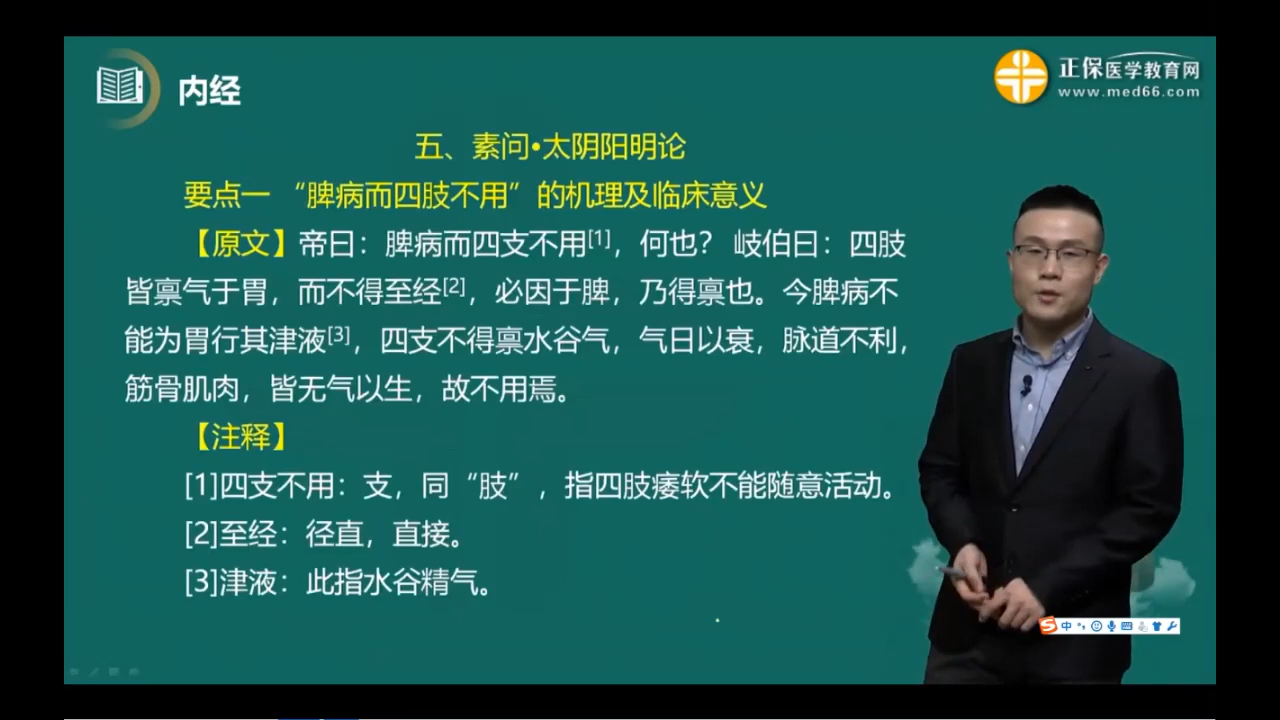 内经
正保医学教育网
www.med66.com
五、素问•太阴阳明论
要点一 “脾病而四肢不用”的机理及临床意义
【原文】帝曰：脾病而四支不用[1]，何也？岐伯曰：四肢
皆禀气于胃，而不得至经[2]，必因于脾，乃得禀也。今脾病不
能为胃行其津液[3]，四支不得禀水谷气，气日以衰，脉道不利，
筋骨肌肉，皆无气以生，故不用焉。
【注释】
[1]四支不用：支，同“肢”，指四肢痿软不能随意活动。
[2]至经：径直，直接。
[3]津液：此指水谷精气。
S中